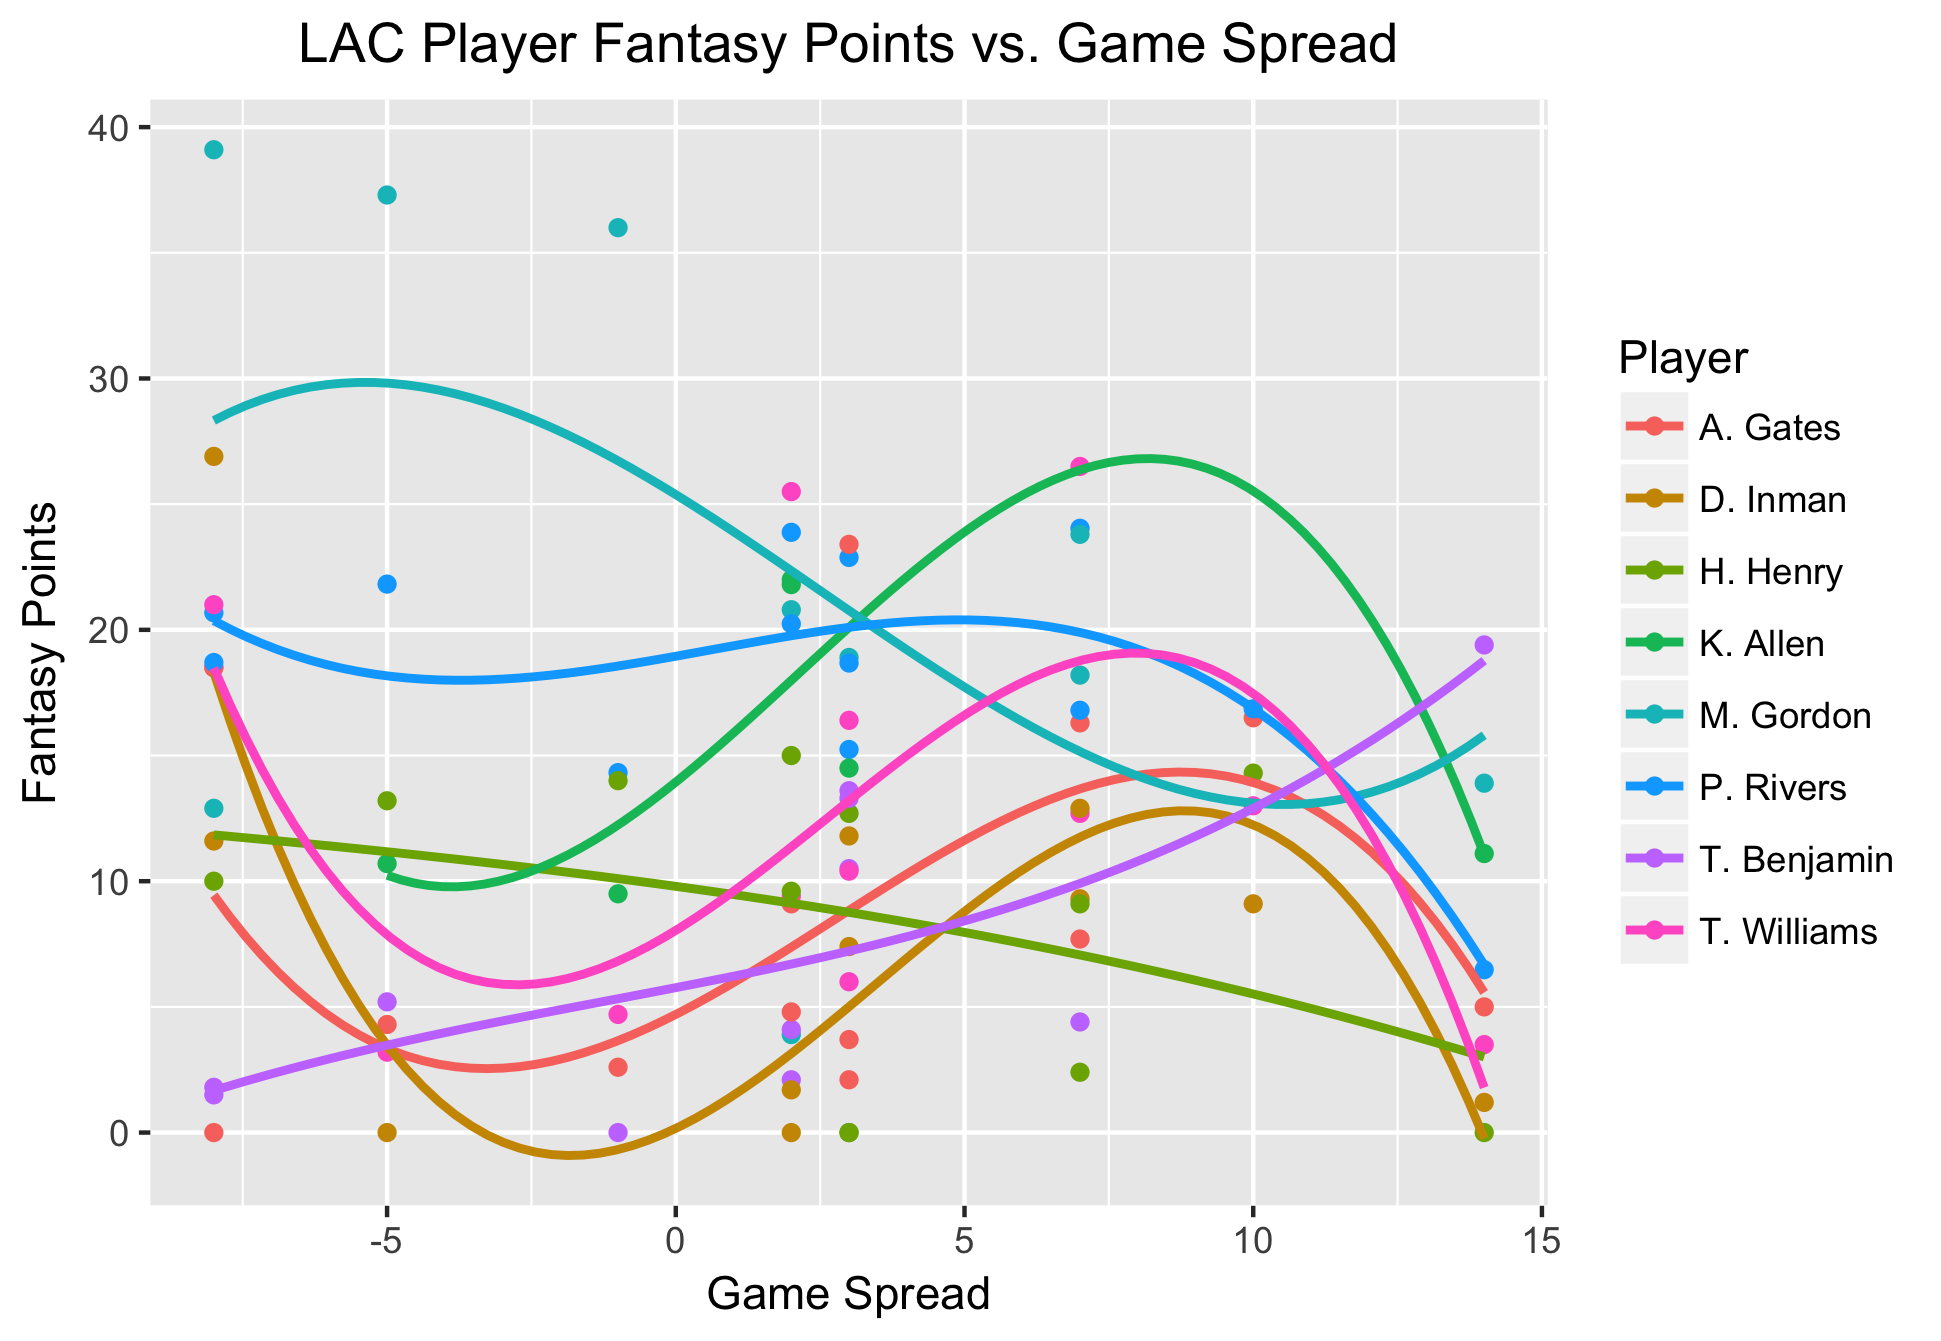 LAC Player Fantasy Points vs. Game Spread
40
30
20
10
0
Fantasy Points
-5
0
5
10
15
Game Spread
Player
A. Gates
D. Inman
H. Henry
K. Allen
M. Gordon
P. Rivers
T. Benjamin
T. Williams